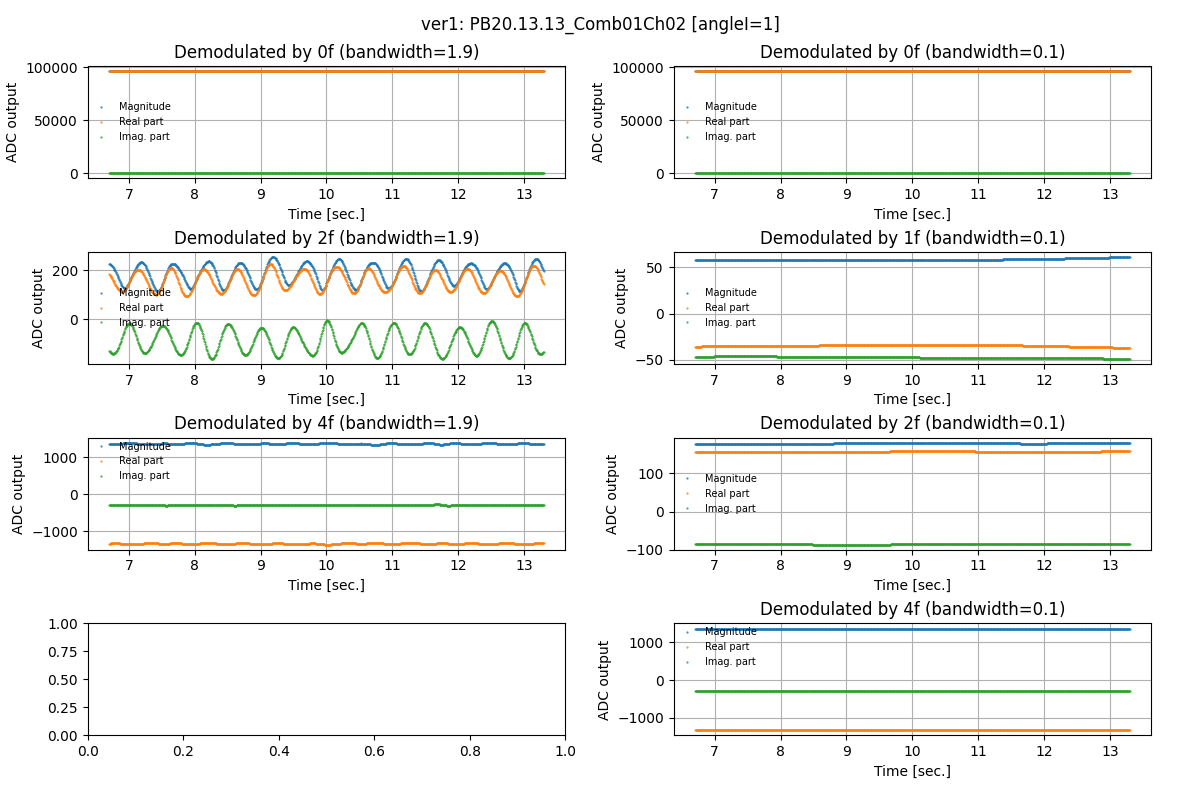 ver1: PB20.13.13_Comb01Ch02 [angleI=1]
Demodulated by 0f (bandwidth=1.9)
ADC output
100000
50000
0
Magnitude
Real part
Imag. part
7 8 9 10 11 12 13
Time [sec.]
Demodulated by 0f (bandwidth=0.1)
ADC output
100000
50000
0
Magnitude
Real part
Imag. part
7 8 9 10 11 12 13
Time [sec.]
Demodulated by 2f (bandwidth=1.9)
ADC output
200
0
Magnitude
Real part
Imag. part
7 8 9 10 11 12 13
Time [sec.]
Demodulated by 1f (bandwidth=0.1)
ADC output
50
0
−50
Magnitude
Real part
Imag. part
7 8 9 10 11 12 13
Time [sec.]
Demodulated by 4f (bandwidth=1.9)
ADC output
1000
0
−1000
Magnitude
Real part
Imag. part
7 8 9 10 11 12 13
Time [sec.]
Demodulated by 2f (bandwidth=0.1)
ADC output
100
0
−100
Magnitude
Real part
Imag. part
7 8 9 10 11 12 13
Time [sec.]
1.00
0.75
0.50
0.25
0.00
0.0 0.2 0.4 0.6 0.8 1.0
Demodulated by 4f (bandwidth=0.1)
ADC output
1000
0
−1000
Magnitude
Real part
Imag. part
7 8 9 10 11 12 13
Time [sec.]